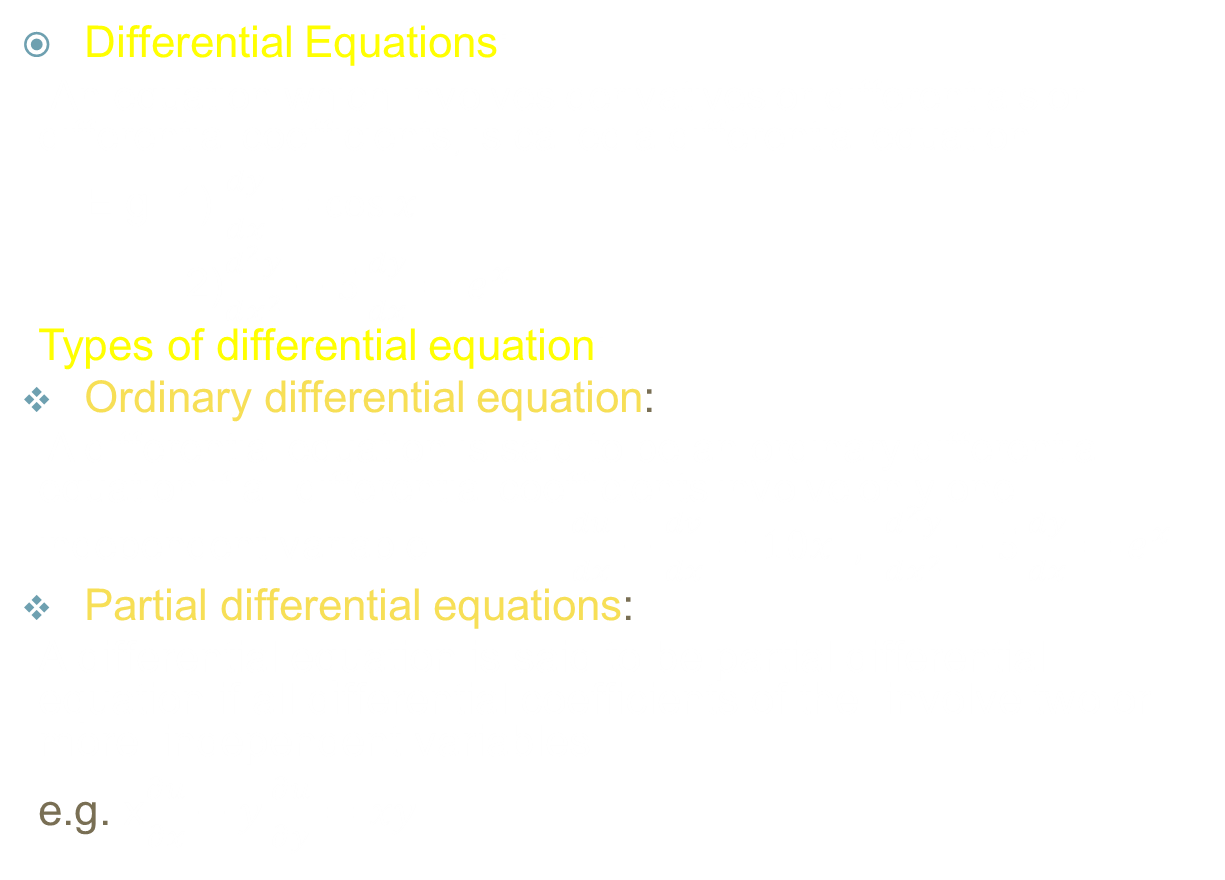 Differential Equations
Types of differential equation
Ordinary differential equation:
Partial differential equations:
e.g.